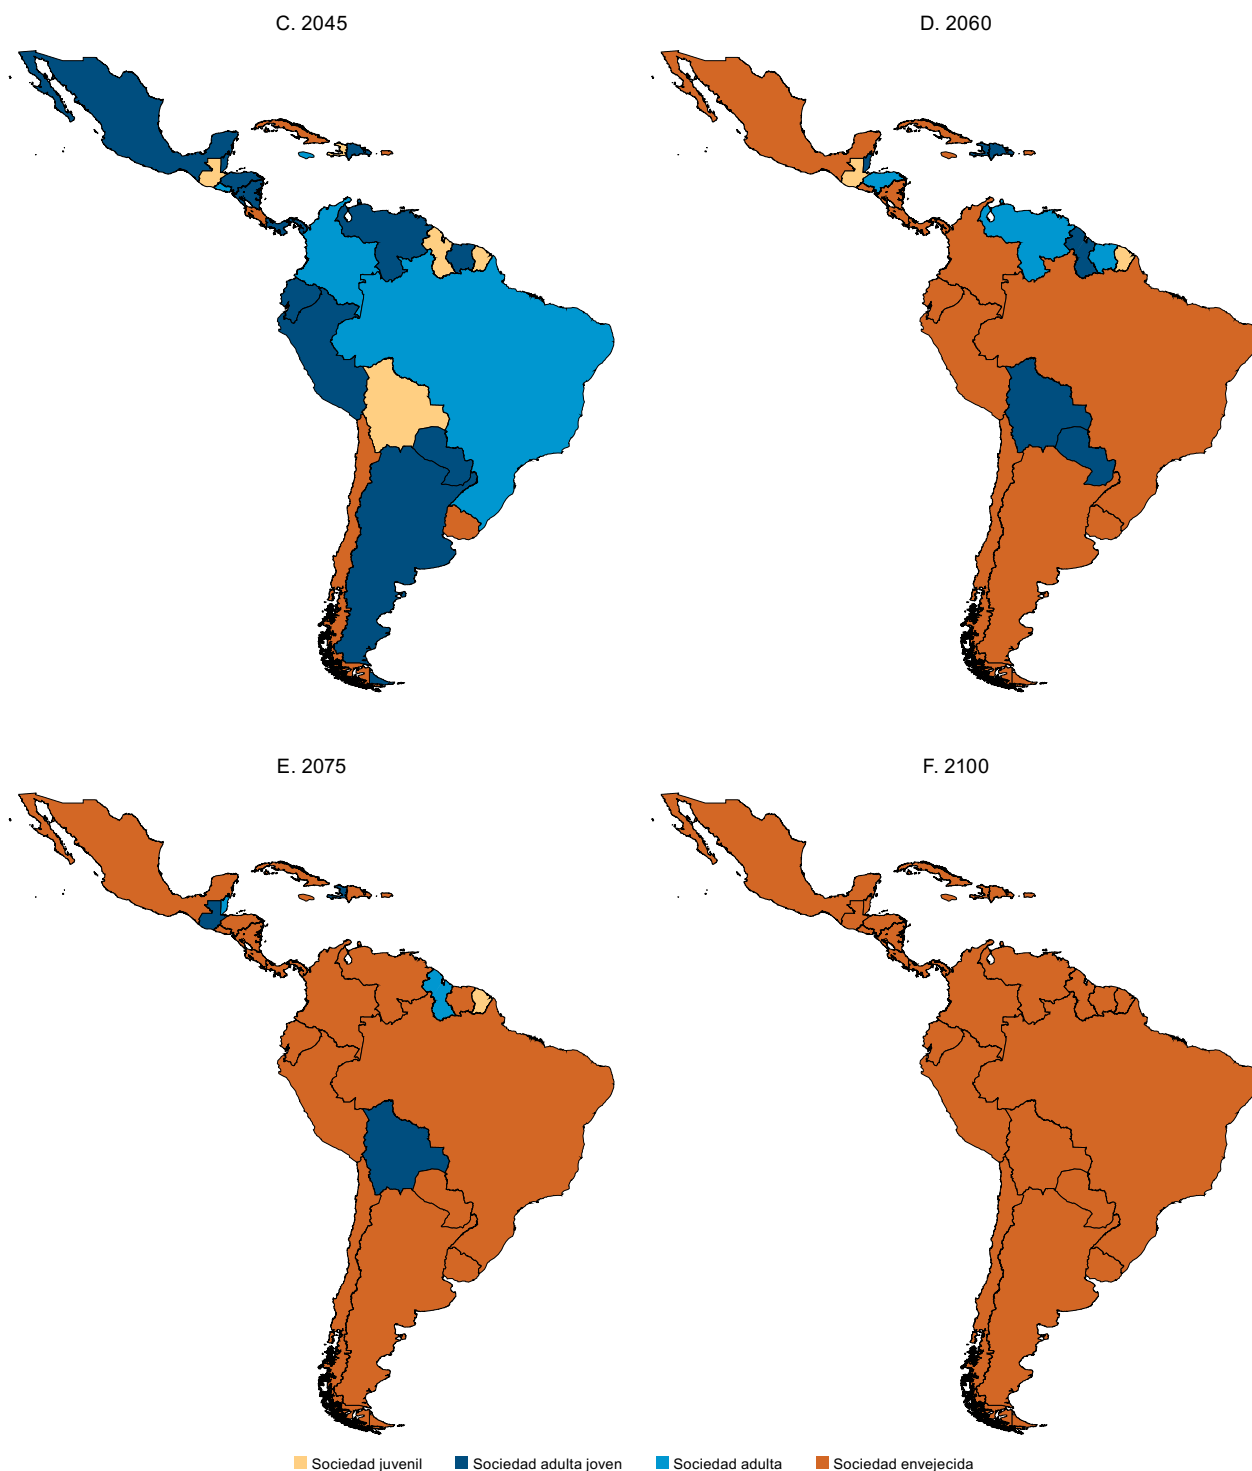 C. 2045
D. 2060
E. 2075
F. 2100
Sociedad juvenil
Sociedad adulta joven
Sociedad adulta
Sociedad envejecida